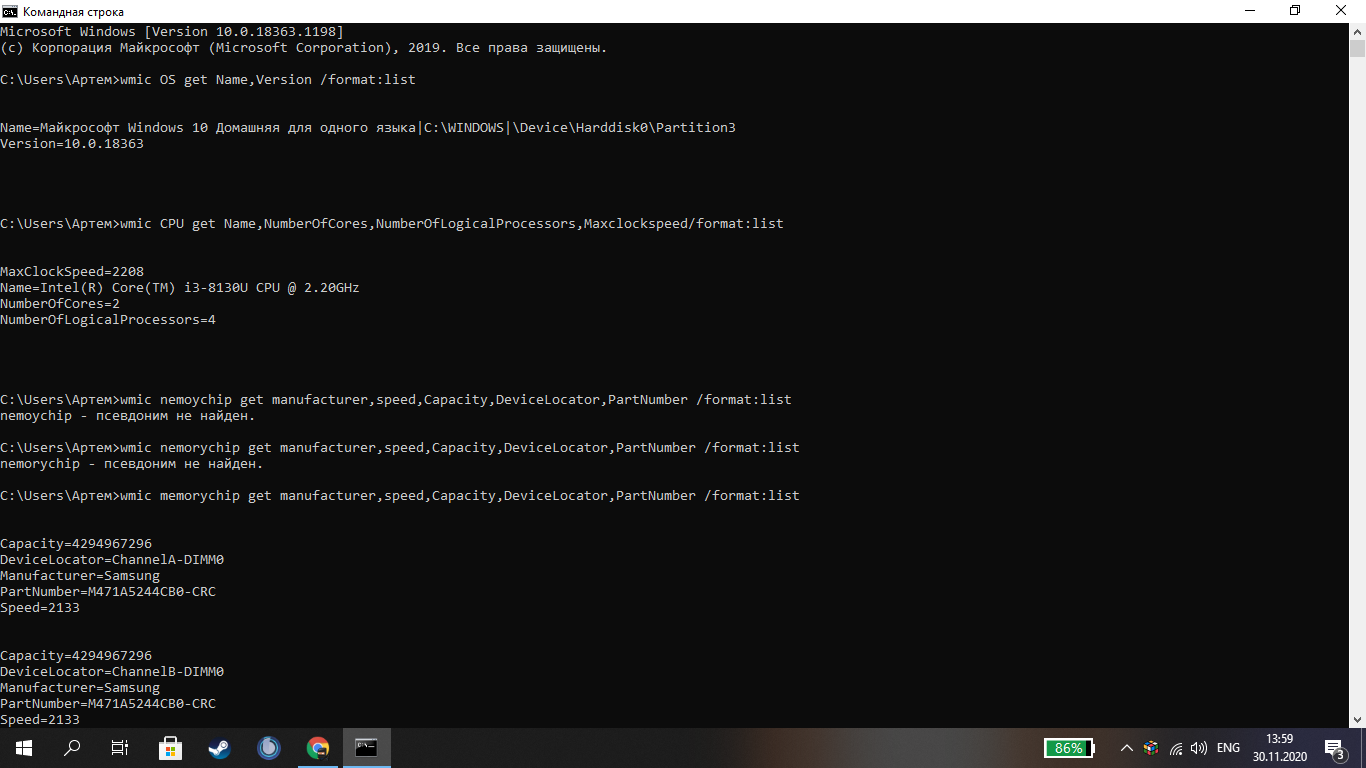 Командная строка
Microsoft Windows [Version 10.0.18363.1198]
(c) Корпорация Майкрософт (Microsoft Corporation), 2019. Все права защищены.
C:\Users\Артем>wmic OS get Name,Version /format:list
Name=Майкрософт Windows 10 Домашняя для одного языка|C:\WINDOWS|\Device\Harddisk0\Partition3
Version=10.0.18363
C:\Users\Артем>wmic CPU get Name,NumberOfCores,NumberOfLogicalProcessors,Maxclockspeed/format:list
MaxClockSpeed=2208
Name=Intel(R) Core(TM) i3-8130U CPU @ 2.20GHz
NumberOfCores=2
NumberOfLogicalProcessors=4
C:\Users\Артем>wmic nemoychip get manufacturer,speed,Capacity,DeviceLocator,PartNumber /format:list
nemoychip - псевдоним не найден.
C:\Users\Артем>wmic nemorychip get manufacturer,speed,Capacity,DeviceLocator,PartNumber /format:list
nemorychip - псевдоним не найден.
C:\Users\Артем>wmic memorychip get manufacturer,speed,Capacity,DeviceLocator,PartNumber /format:list
Capacity=4294967296
DeviceLocator=ChannelA-DIMM0
Manufacturer=Samsung
PartNumber=M471A5244CB0-CRC
Speed=2133
Capacity=4294967296
DeviceLocator=ChannelB-DIMM0
Manufacturer=Samsung
PartNumber=M471A5244CB0-CRC
Speed=2133
86%
ENG
13:59
30.11.2020
3